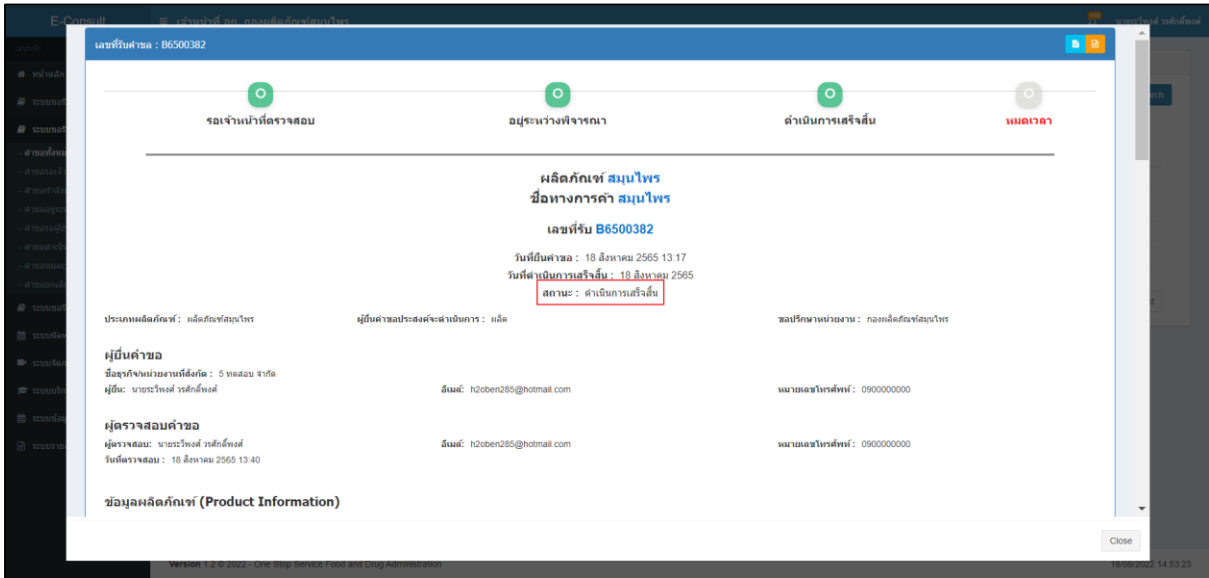 E-Consult
เลขที่รับคำขอ : B6500382
รอเจ้าหน้าที่ตรวจสอบ
อยู่ระหว่างพิจารณา
ดำเนินการเสร็จสิ้น
หมดเวลา
ผลิตภัณฑ์ สมุนไพร
ชื่อทางการค้า สมุนไพร
เลขที่รับ B6500382
วันที่ยื่นคำขอ : 18 สิงหาคม 2565 13:17
วันที่ดำเนินการเสร็จสิ้น : 18 สิงหาคม 2565
สถานะ : ดำเนินการเสร็จสิ้น
ประเภทผลิตภัณฑ์ : ผลิตภัณฑ์สมุนไพร ผู้ยื่นคำขอประสงค์จะดำเนินการ : ผลิต ขอปรึกษาหน่วยงาน : กองผลิตภัณฑ์สมุนไพร
ผู้ยื่นคำขอ
ชื่อธุรกิจ/หน่วยงานที่สังกัด : 5 ทดสอบ จำกัด
ผู้ยื่น: นายระวีพงศ์ วรศักดิ์พงศ์ อีเมล์: h2oben285@hotmail.com หมายเลขโทรศัพท์ : 0900000000
ผู้ตรวจสอบคำขอ
ผู้ตรวจสอบ: นายระวีพงศ์ วรศักดิ์พงศ์ อีเมล์: h2oben285@hotmail.com หมายเลขโทรศัพท์ : 0900000000
วันที่ตรวจสอบ : 18 สิงหาคม 2565 13:40
ข้อมูลผลิตภัณฑ์ (Product Information)
Close
Version 1.2 © 2022 - One Stop Service Food and Drug Administration
18/08/2022 14:53:23